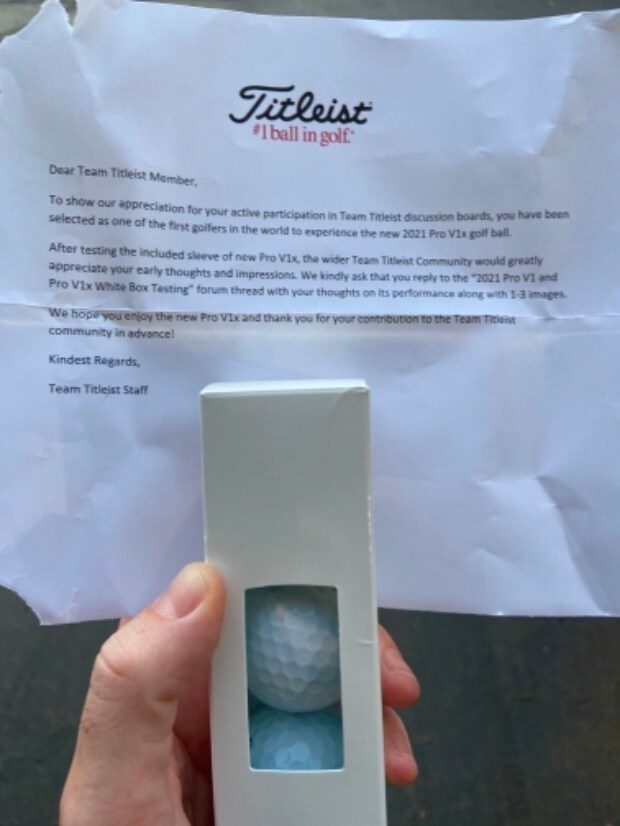 Titleist
#1 ball in golf.®
Dear Team Titleist Member,
To show our appreciation for your active participation in Team Titleist discussion boards, you have been
selected as one of the first golfers in the world to experience the new 2021 Pro V1x golf ball.
After testing the included sleeve of new Pro V1x, the wider Team Titleist Community would greatly
appreciate your early thoughts and impressions. We kindly ask that you reply to the "2021 Pro V1 and
Pro V1x White Box Testing" forum thread with your thoughts on its performance along with 1-3 images.
We hope you enjoy the new Pro V1x and thank you for your contribution to the Team Titleist
community in advance!
Kindest Regards,
Team Titleist Staff